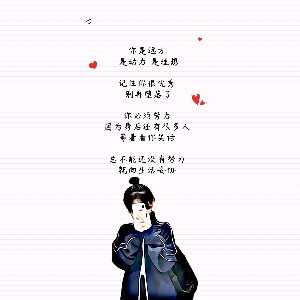 你是远方
是动力 是理想
记住你很优秀
别再堕落了
你必须努力
因为身后还有很多人
等着看你笑话
总不能还没有努力
就向生活妥协